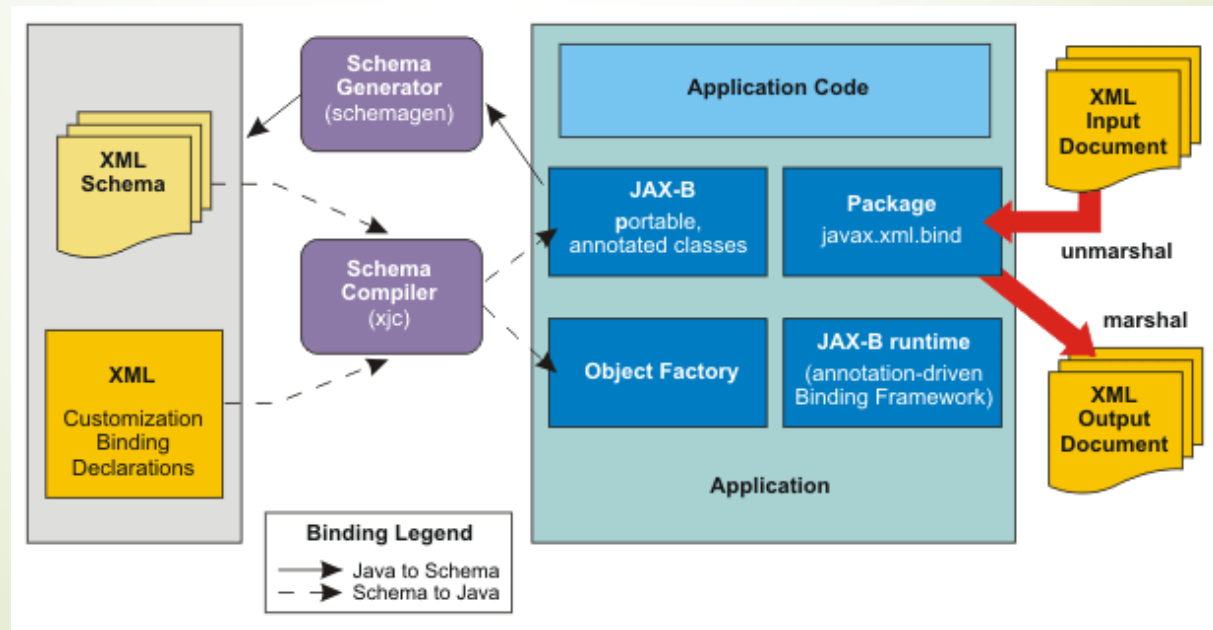 Schema
Generator
(schemagen)
XML
Schema
Schema
Compiler
(xjc)
XML
Customization
Binding
Declarations
Binding Legend
Java to Schema
Schema to Java
Application Code
JAX-B
portable,
annotated classes
Package
javax.xml.bind
Object Factory
JAX-B runtime
(annotation-driven
Binding Framework)
Application
XML
Input
Document
unmarshal
marshal
XML
Output
Document